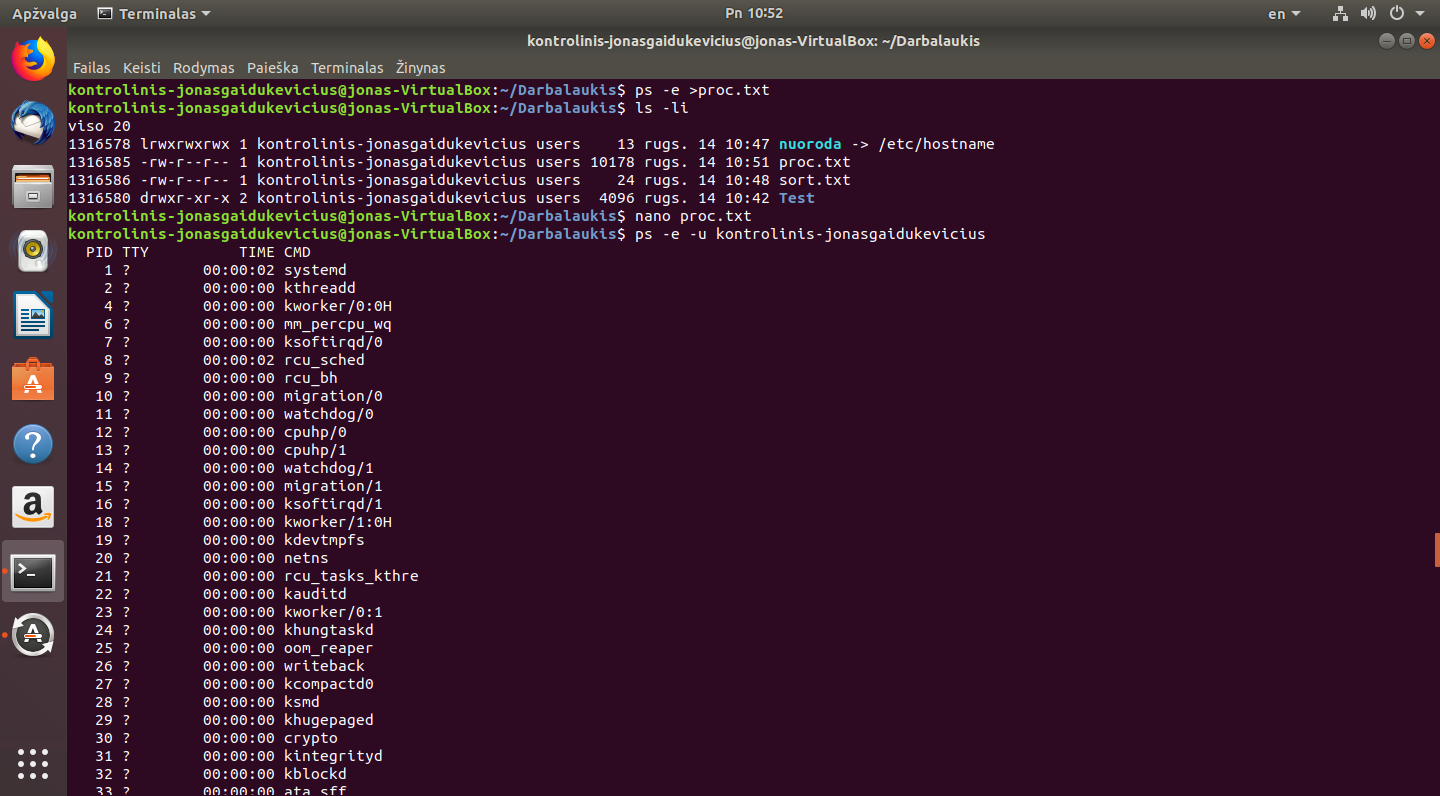 Apžvalga Terminalas Pn 10:52 en
kontrolinis-jonasgaidukevicius@jonas-VirtualBox: ~/Darbalaukis
Failas Keisti Rodymas Paieška Terminalas Žinynas
kontrolinis-jonasgaidukevicius@jonas-VirtualBox:~/Darbalaukis$ ps -e >proc.txt
kontrolinis-jonasgaidukevicius@jonas-VirtualBox:~/Darbalaukis$ ls -li
viso 20
1316578 lrwxrwxrwx 1 kontrolinis-jonasgaidukevicius users    13 rugs. 14 10:47 nuoroda -> /etc/hostname
1316585 -rw-r--r-- 1 kontrolinis-jonasgaidukevicius users 10178 rugs. 14 10:51 proc.txt
1316586 -rw-r--r-- 1 kontrolinis-jonasgaidukevicius users    24 rugs. 14 10:48 sort.txt
1316580 drwxr-xr-x 2 kontrolinis-jonasgaidukevicius users  4096 rugs. 14 10:42 Test
kontrolinis-jonasgaidukevicius@jonas-VirtualBox:~/Darbalaukis$ nano proc.txt
kontrolinis-jonasgaidukevicius@jonas-VirtualBox:~/Darbalaukis$ ps -e -u kontrolinis-jonasgaidukevicius
  PID TTY          TIME CMD
    1 ?        00:00:02 systemd
    2 ?        00:00:00 kthreadd
    4 ?        00:00:00 kworker/0:0H
    6 ?        00:00:00 mm_percpu_wq
    7 ?        00:00:00 ksoftirqd/0
    8 ?        00:00:02 rcu_sched
    9 ?        00:00:00 rcu_bh
   10 ?        00:00:00 migration/0
   11 ?        00:00:00 watchdog/0
   12 ?        00:00:00 cpuhp/0
   13 ?        00:00:00 cpuhp/1
   14 ?        00:00:00 watchdog/1
   15 ?        00:00:00 migration/1
   16 ?        00:00:00 ksoftirqd/1
   18 ?        00:00:00 kworker/1:0H
   19 ?        00:00:00 kdevtmpfs
   20 ?        00:00:00 netns
   21 ?        00:00:00 rcu_tasks_kthre
   22 ?        00:00:00 kauditd
   23 ?        00:00:00 kworker/0:1
   24 ?        00:00:00 khungtaskd
   25 ?        00:00:00 oom_reaper
   26 ?        00:00:00 writeback
   27 ?        00:00:00 kcompactd0
   28 ?        00:00:00 ksmd
   29 ?        00:00:00 khugepaged
   30 ?        00:00:00 crypto
   31 ?        00:00:00 kintegrityd
   32 ?        00:00:00 kblockd
   33 ?        00:00:00 ata_sff